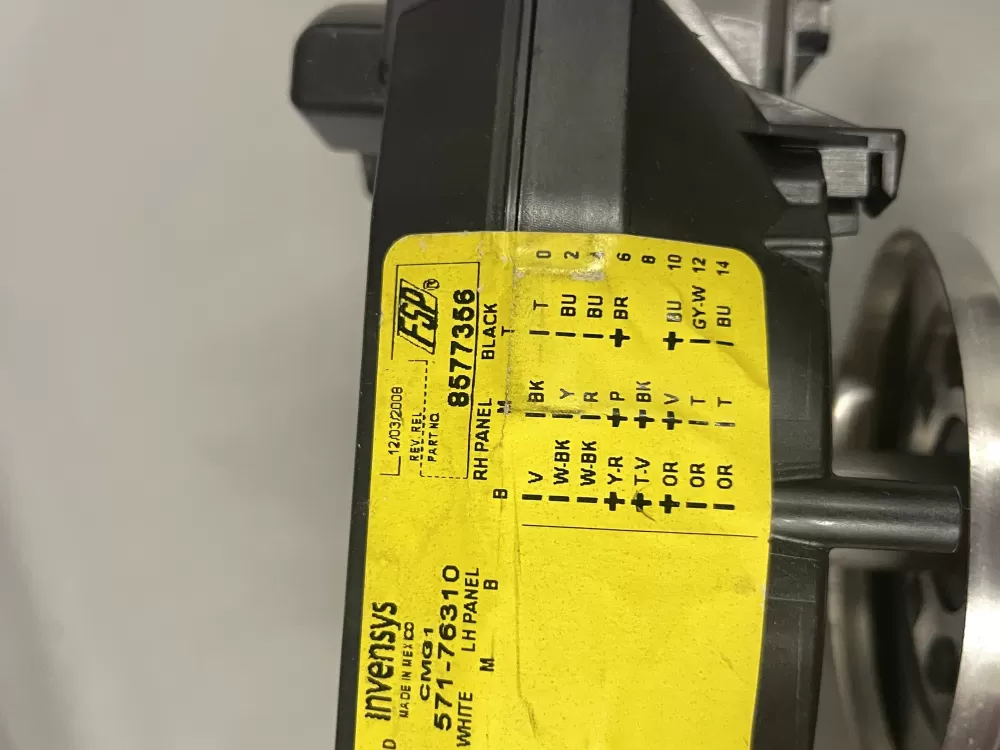 D invensys
MADE IN MEXICO
CMG1
571-76310
WHITE LH PANEL
M B
12/03/2008
REV. REL.
PART NO.
FSP®
8577356
RH PANEL BLACK
B M T
V BK T 0
W-BK Y BU 2
W-BK R BU
Y-R P BR 6
T-V BK 8
OR V BU 10
OR T GY-W 12
OR T BU 14